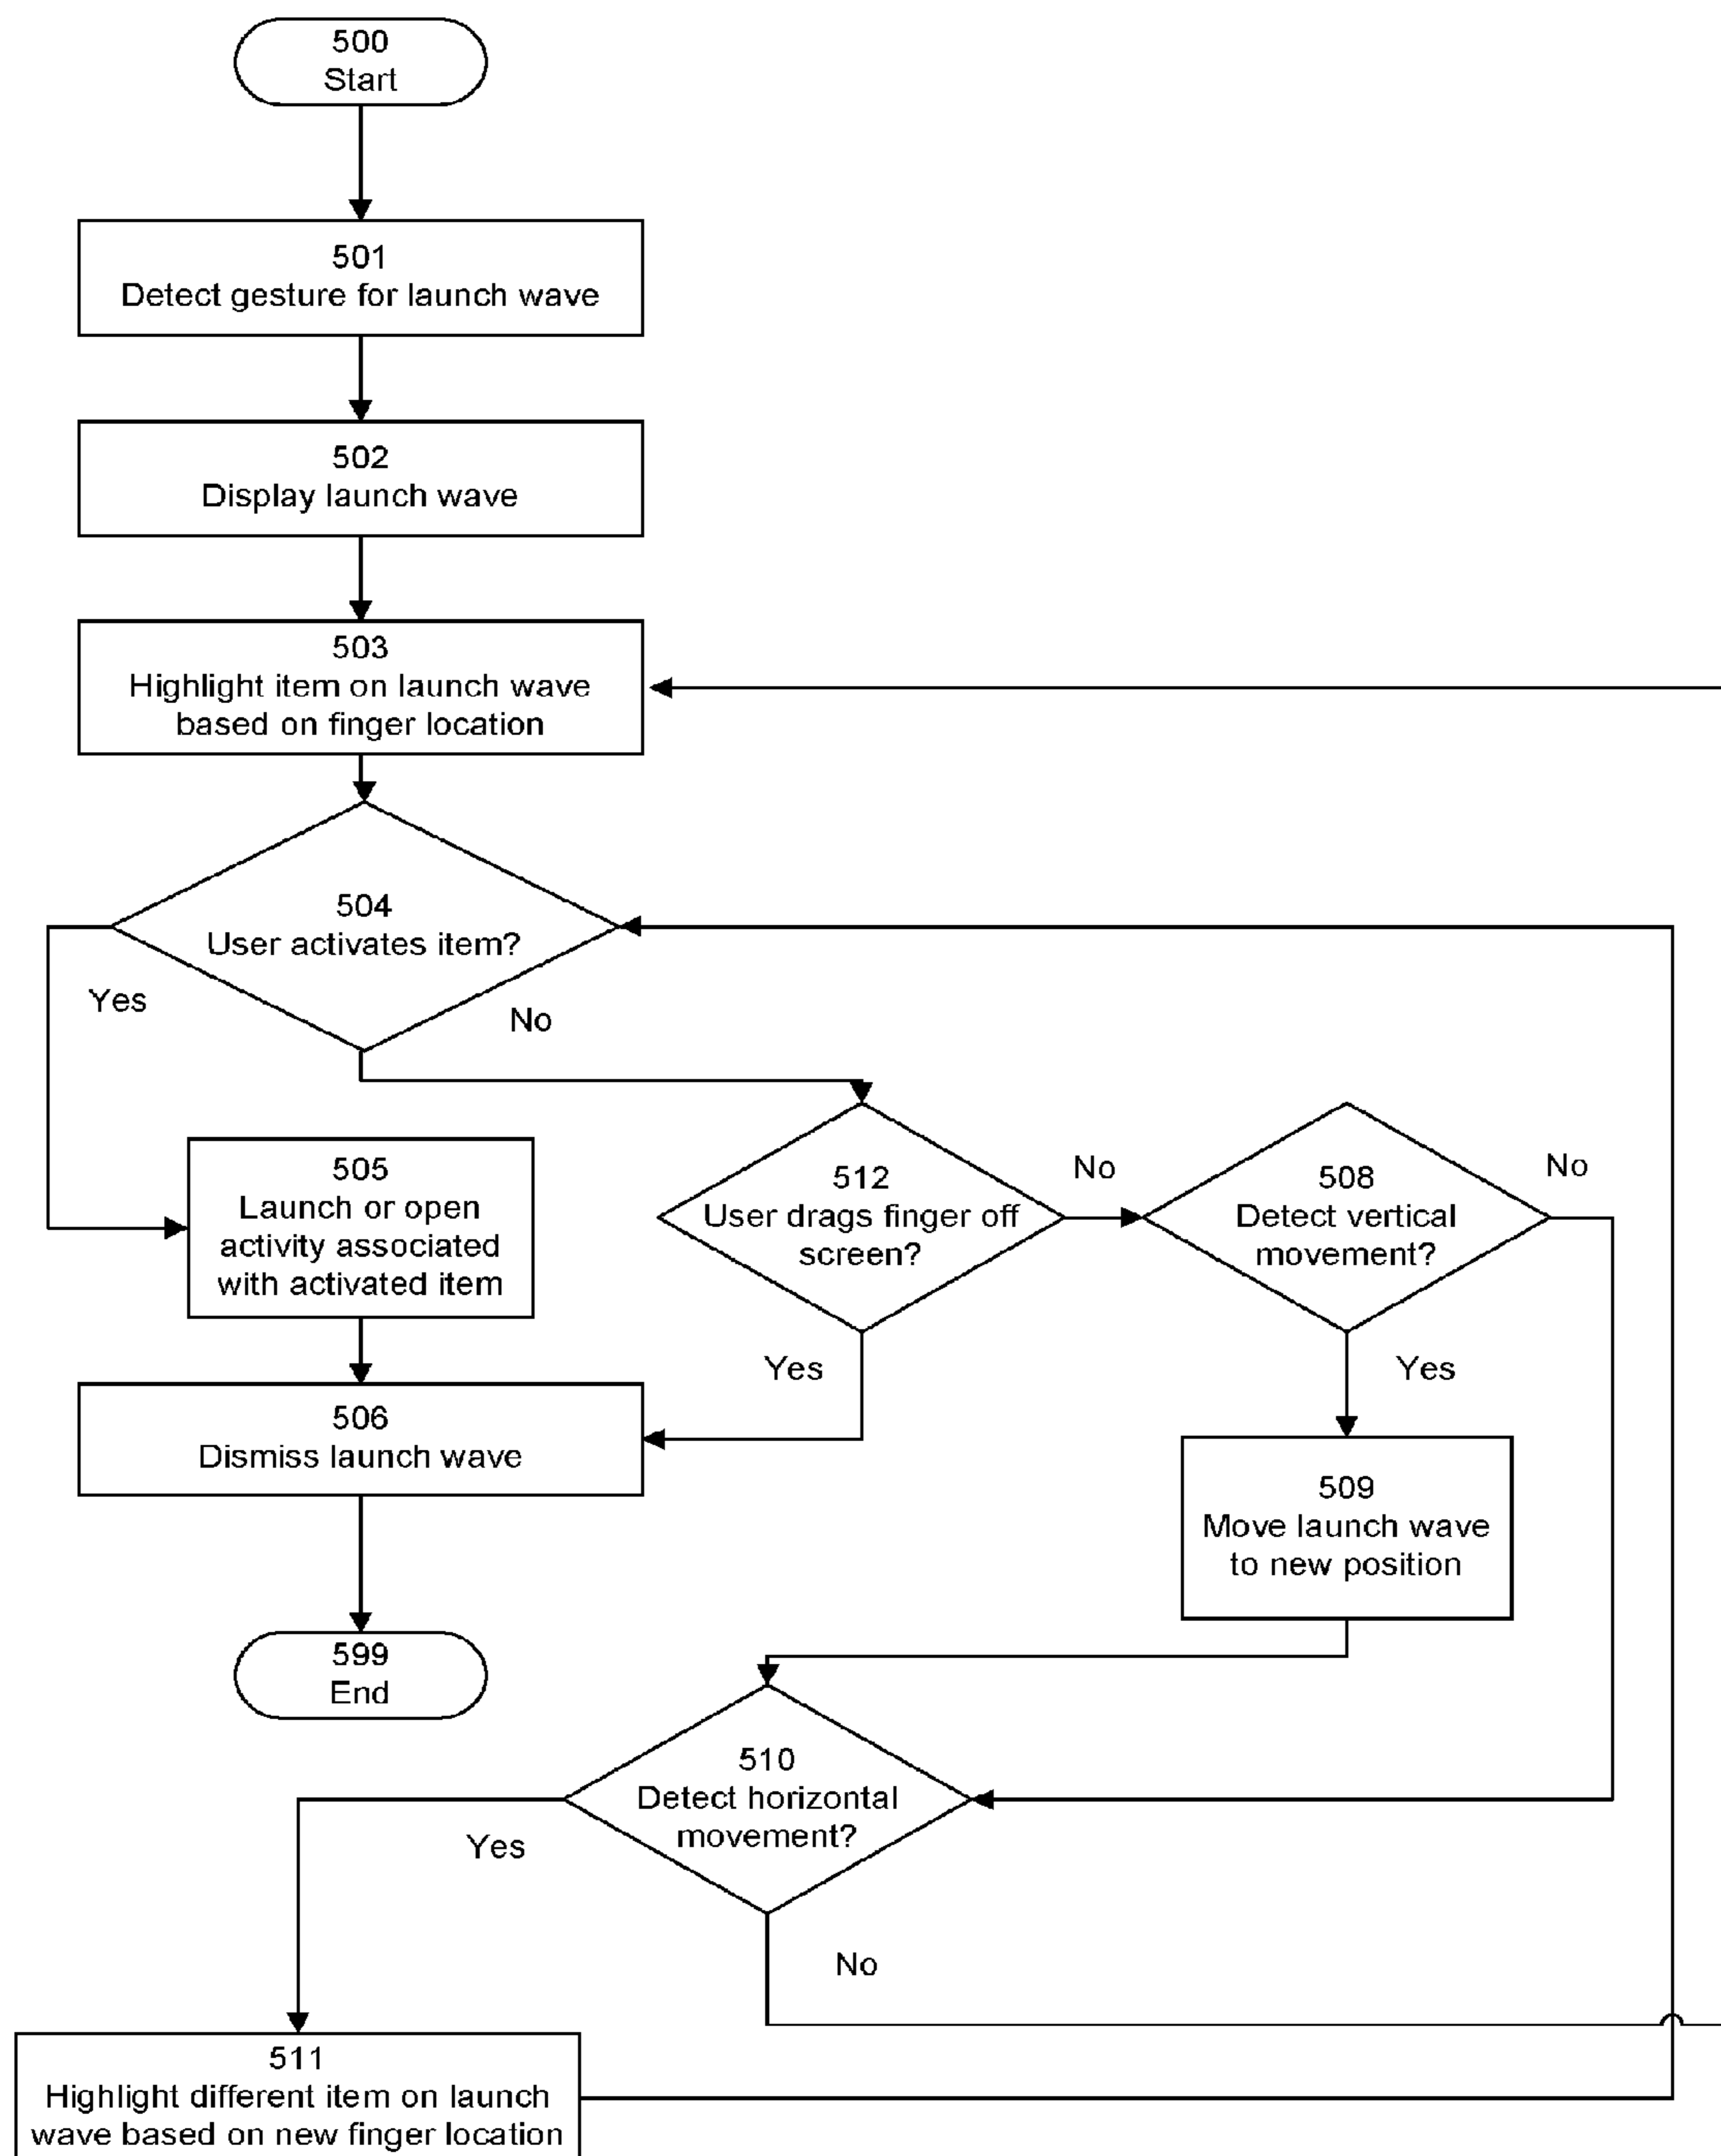 500
Start
501
Detect gesture for launch wave
502
Display launch wave
503
Highlight item on launch wave
based on finger location
504
User activates item?
Yes
No
505
Launch or open
activity associated
with activated item
512
User drags finger off
screen?
No
508
Detect vertical
movement?
No
Yes
Yes
506
Dismiss launch wave
509
Move launch wave
to new position
599
End
510
Detect horizontal
movement?
Yes
No
511
Highlight different item on launch
wave based on new finger location